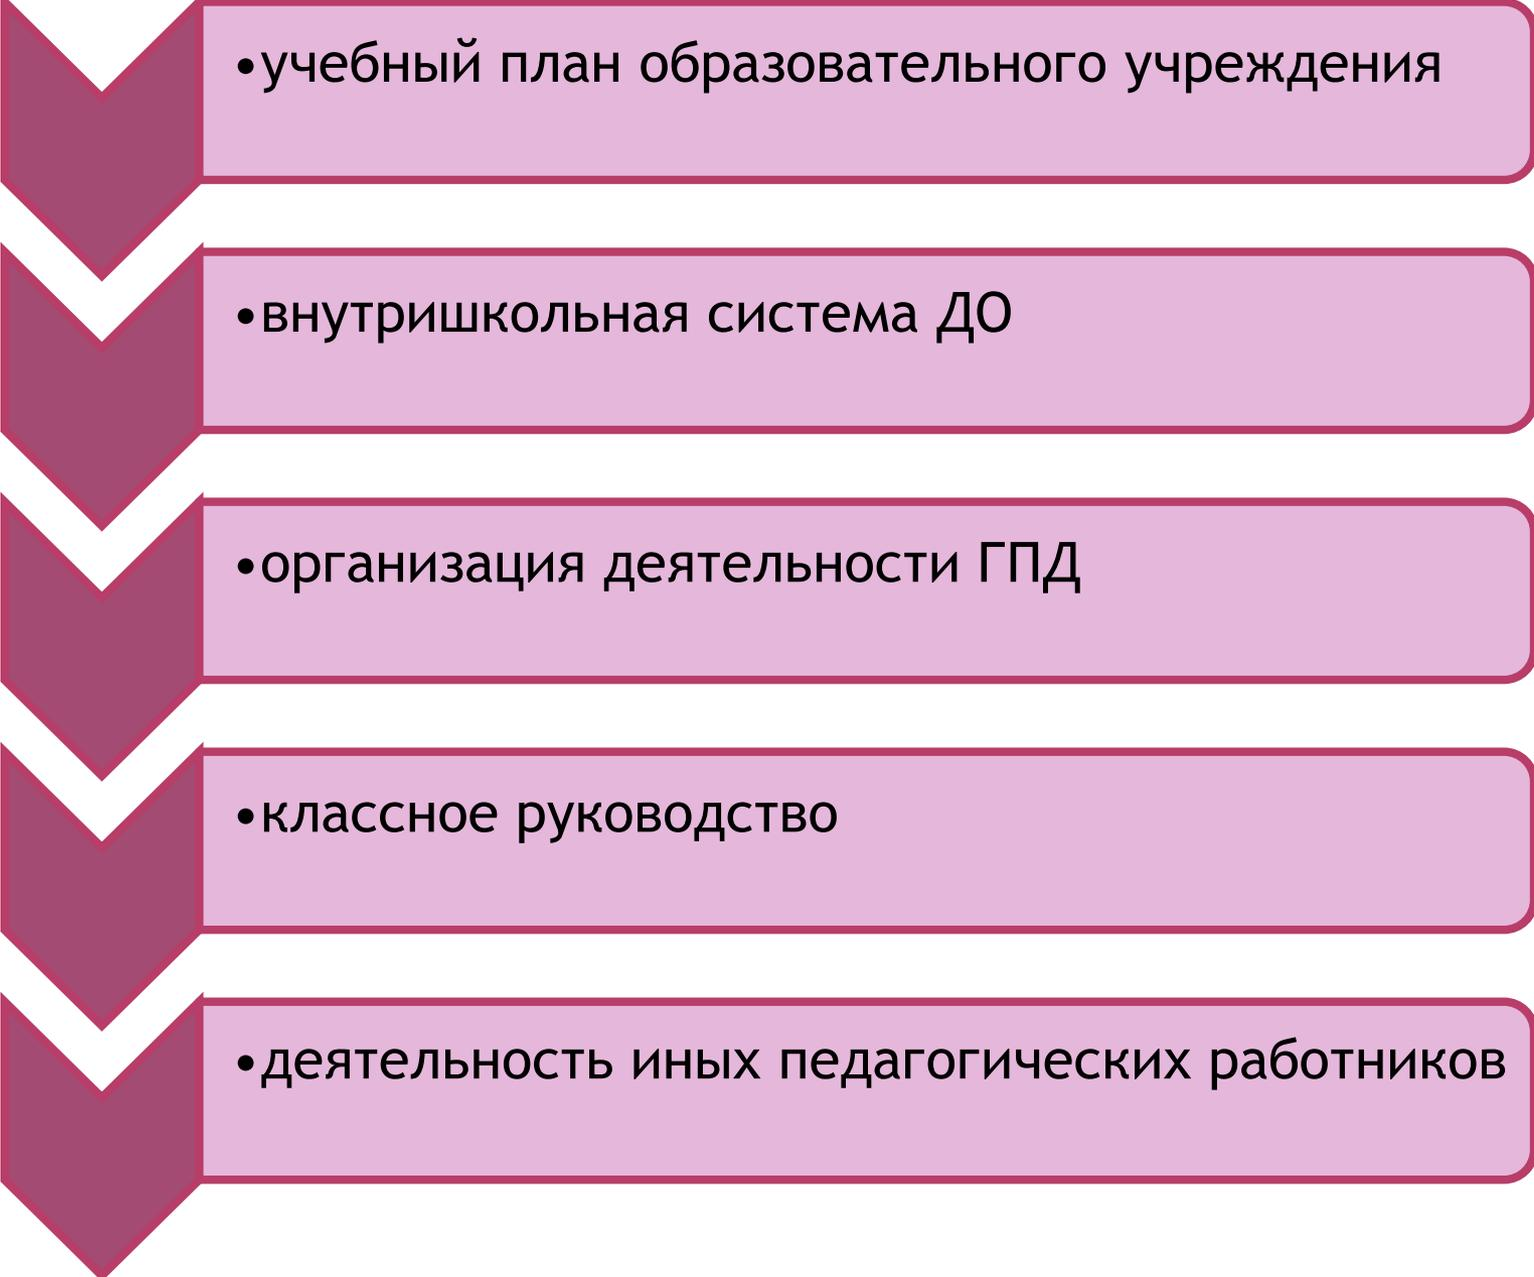 •учебный план образовательного учреждения
•внутришкольная система ДО
•организация деятельности ГПД
•классное руководство
•деятельность иных педагогических работников